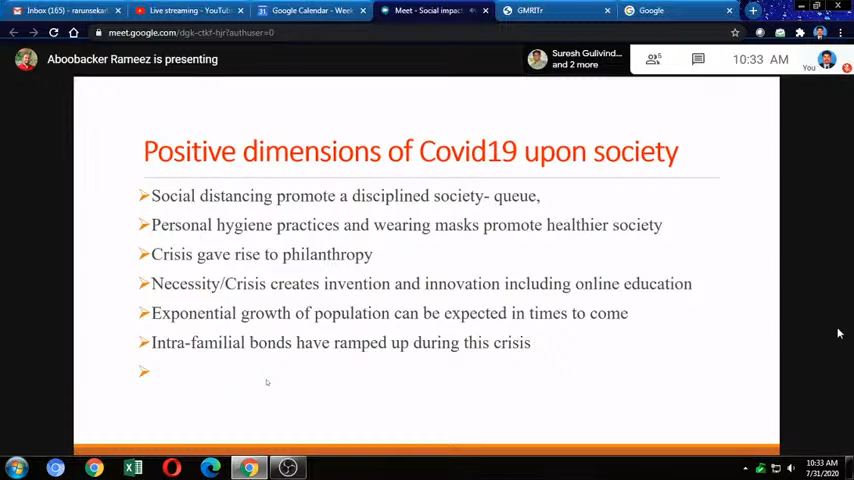 Inbox (165) - rarunsekar
Live streaming - YouTu
Google Calendar - Week
Meet - Social impact
GMRITr
Google
meet.google.com/dgk-ctkf-hjr?authuser=0
Aboobacker Rameez is presenting
Suresh Gulivind...
and 2 more
5
10:33 AM
You
Positive dimensions of Covid19 upon society
Social distancing promote a disciplined society- queue,
Personal hygiene practices and wearing masks promote healthier society
Crisis gave rise to philanthropy
Necessity/Crisis creates invention and innovation including online education
Exponential growth of population can be expected in times to come
Intra-familial bonds have ramped up during this crisis
10:33 AM
7/31/2020